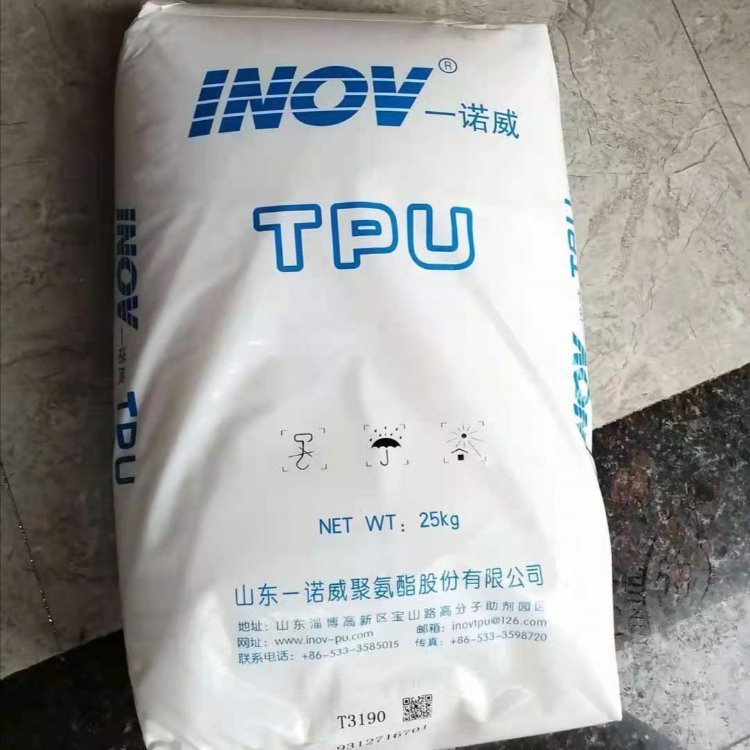 INOV® 一诺威
TPU
INOV 一诺威 TPU
TPU INOV
NET WT: 25kg
山东一诺威聚氨酯股份有限公司
地址: 山东淄博高新区宝山路高分子助剂园区
网址: www.inov-pu.com 邮箱: inovtpu@126.com
联系电话: +86-533-3585015 传真: +86-533-3598720
T3190